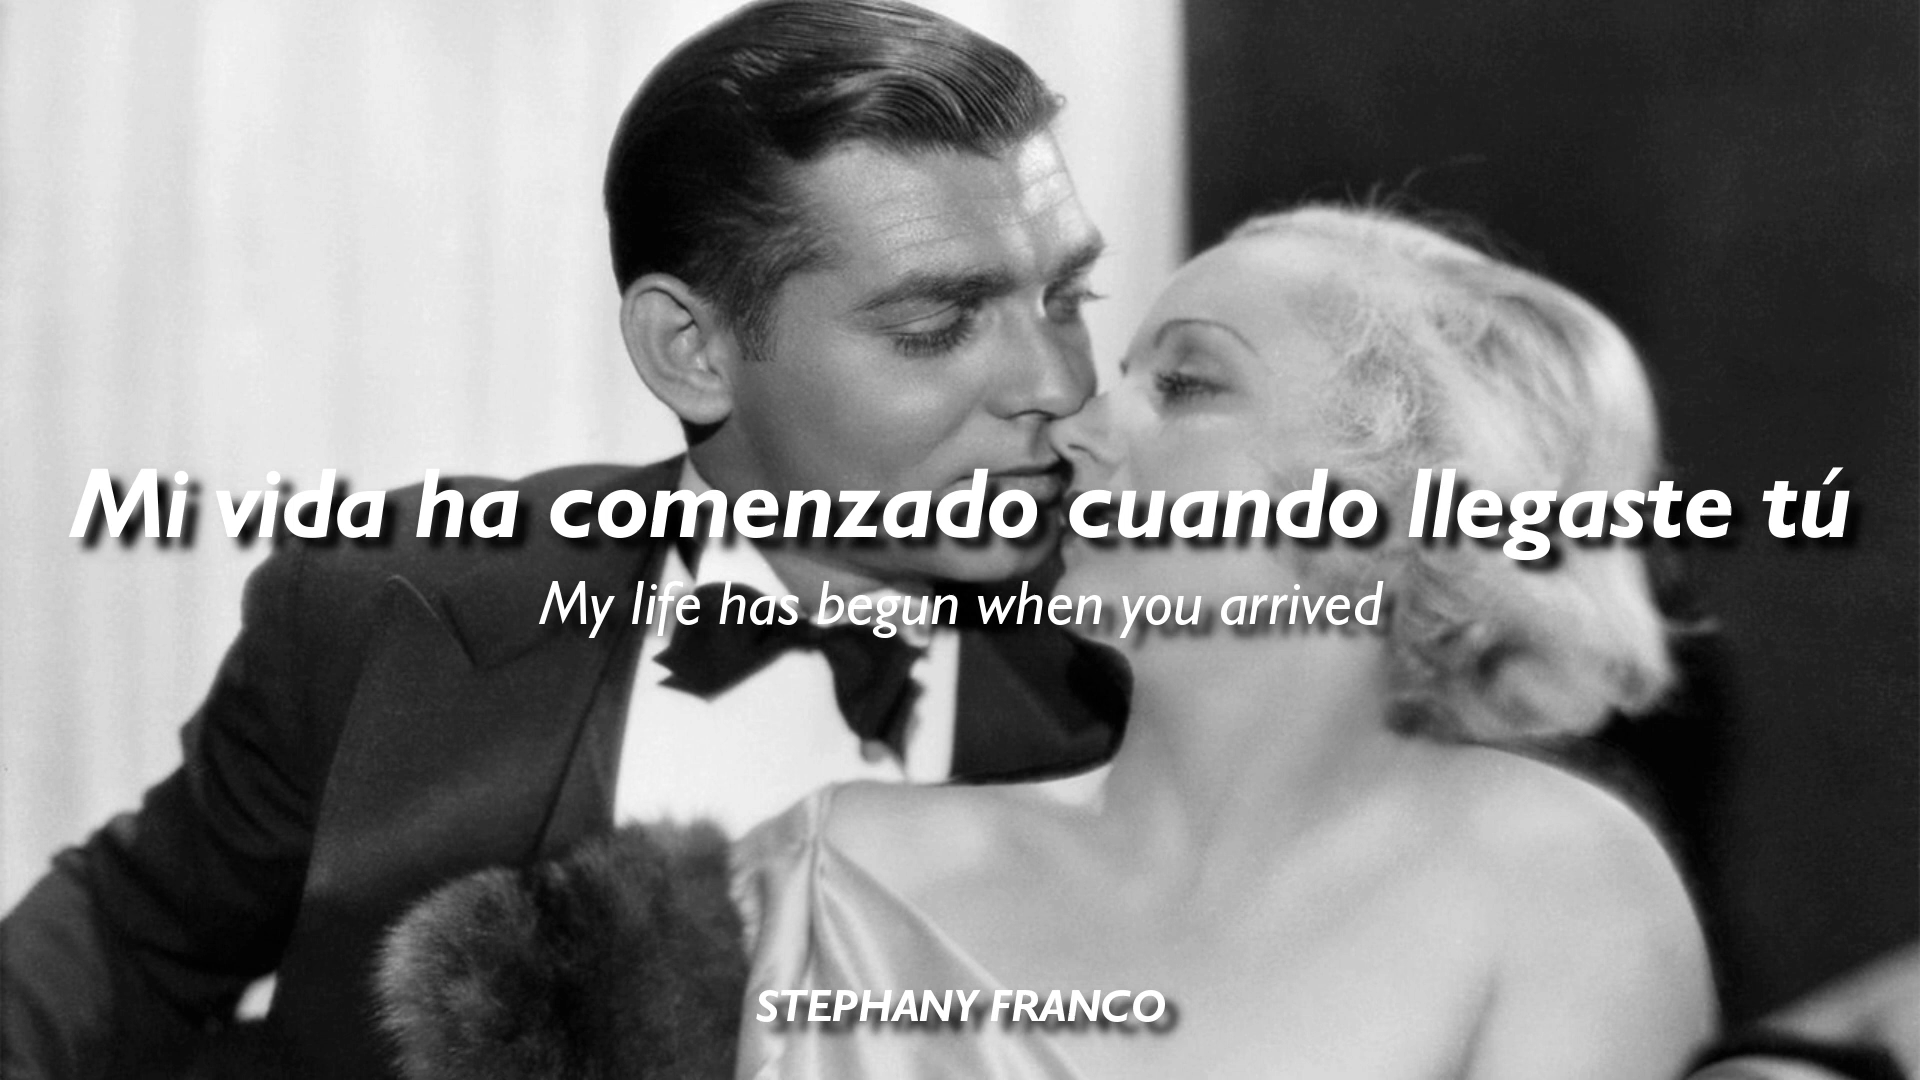 Mi vida ha comenzado cuando llegaste tú
My life has begun when you arrived
STEPHANY FRANCO